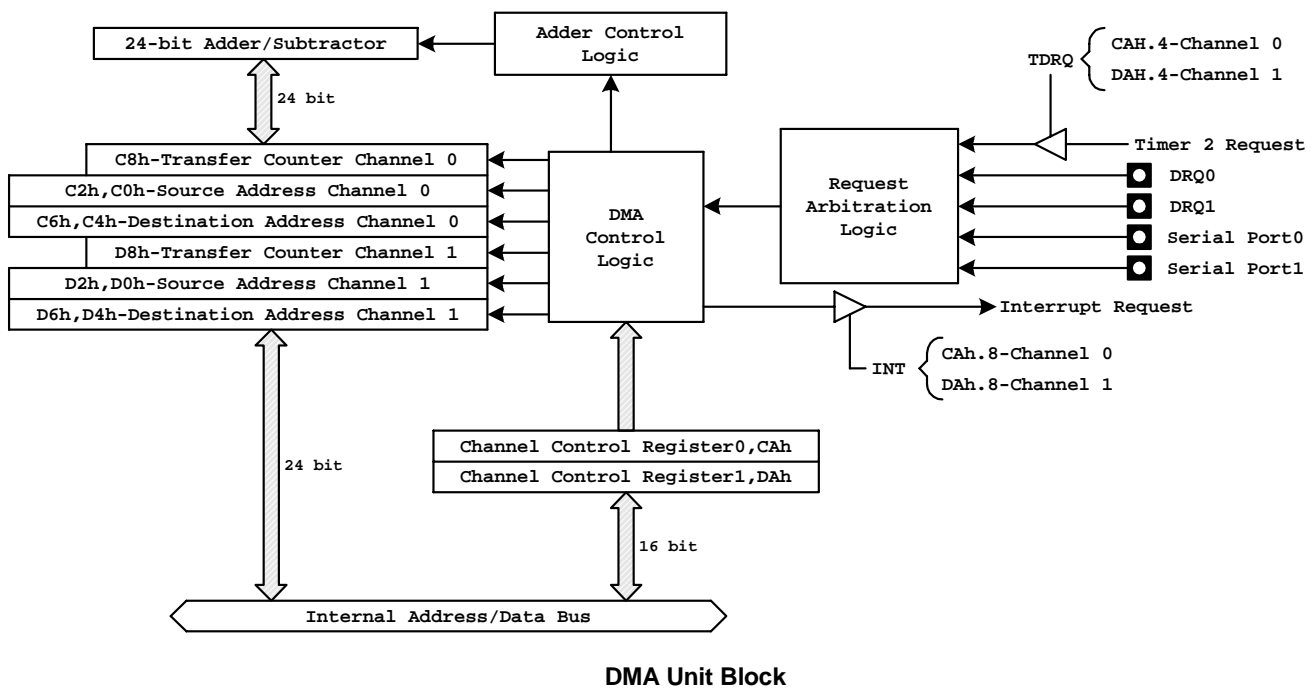 24-bit Adder/Subtractor
Adder Control
Logic
TDRQ
CAH.4-Channel 0
DAH.4-Channel 1
24 bit
C8h-Transfer Counter Channel 0
C2h,C0h-Source Address Channel 0
C6h,C4h-Destination Address Channel 0
D8h-Transfer Counter Channel 1
D2h,D0h-Source Address Channel 1
D6h,D4h-Destination Address Channel 1
DMA
Control
Logic
Request
Arbitration
Logic
Timer 2 Request
DRQ0
DRQ1
Serial Port0
Serial Port1
Interrupt Request
INT
CAh.8-Channel 0
DAh.8-Channel 1
Channel Control Register0,CAh
Channel Control Register1,DAh
24 bit
16 bit
Internal Address/Data Bus
DMA Unit Block